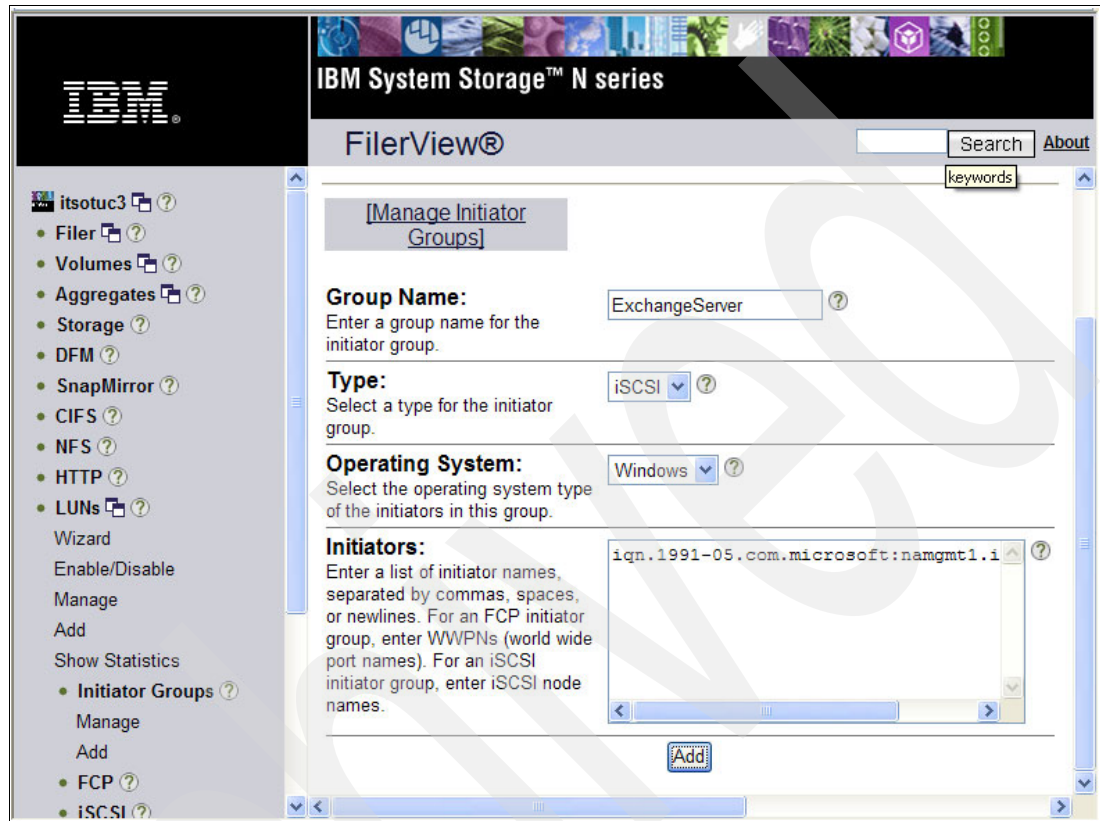 IBM®
IBM System Storage™ N series
FilerView®
Search
About
keywords
itsotuc3
Filer
Volumes
Aggregates
Storage
DFM
SnapMirror
CIFS
NFS
HTTP
LUNs
Wizard
Enable/Disable
Manage
Add
Show Statistics
Initiator Groups
Manage
Add
FCP
iSCSI
[Manage Initiator
Groups]
Group Name:
Enter a group name for the
initiator group.
ExchangeServer
Type:
Select a type for the initiator
group.
iSCSI
Operating System:
Select the operating system type
of the initiators in this group.
Windows
Initiators:
Enter a list of initiator names,
separated by commas, spaces,
or newlines. For an FCP initiator
group, enter WWPNs (world wide
port names). For an iSCSI
initiator group, enter iSCSI node
names.
iqn.1991-05.com.microsoft:namgmt1.i
Add